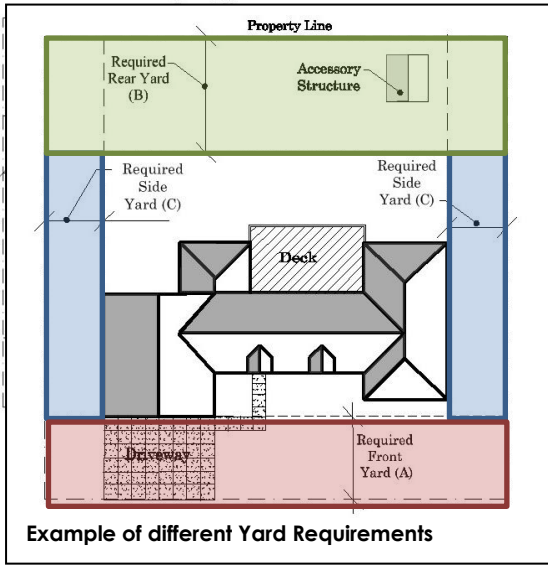 Property Line
Required
Rear Yard
(B)
Accessory
Structure
Required
Side
Yard (C)
Required
Side
Yard (C)
Deck
Driveway
Required
Front
Yard (A)
Example of different Yard Requirements